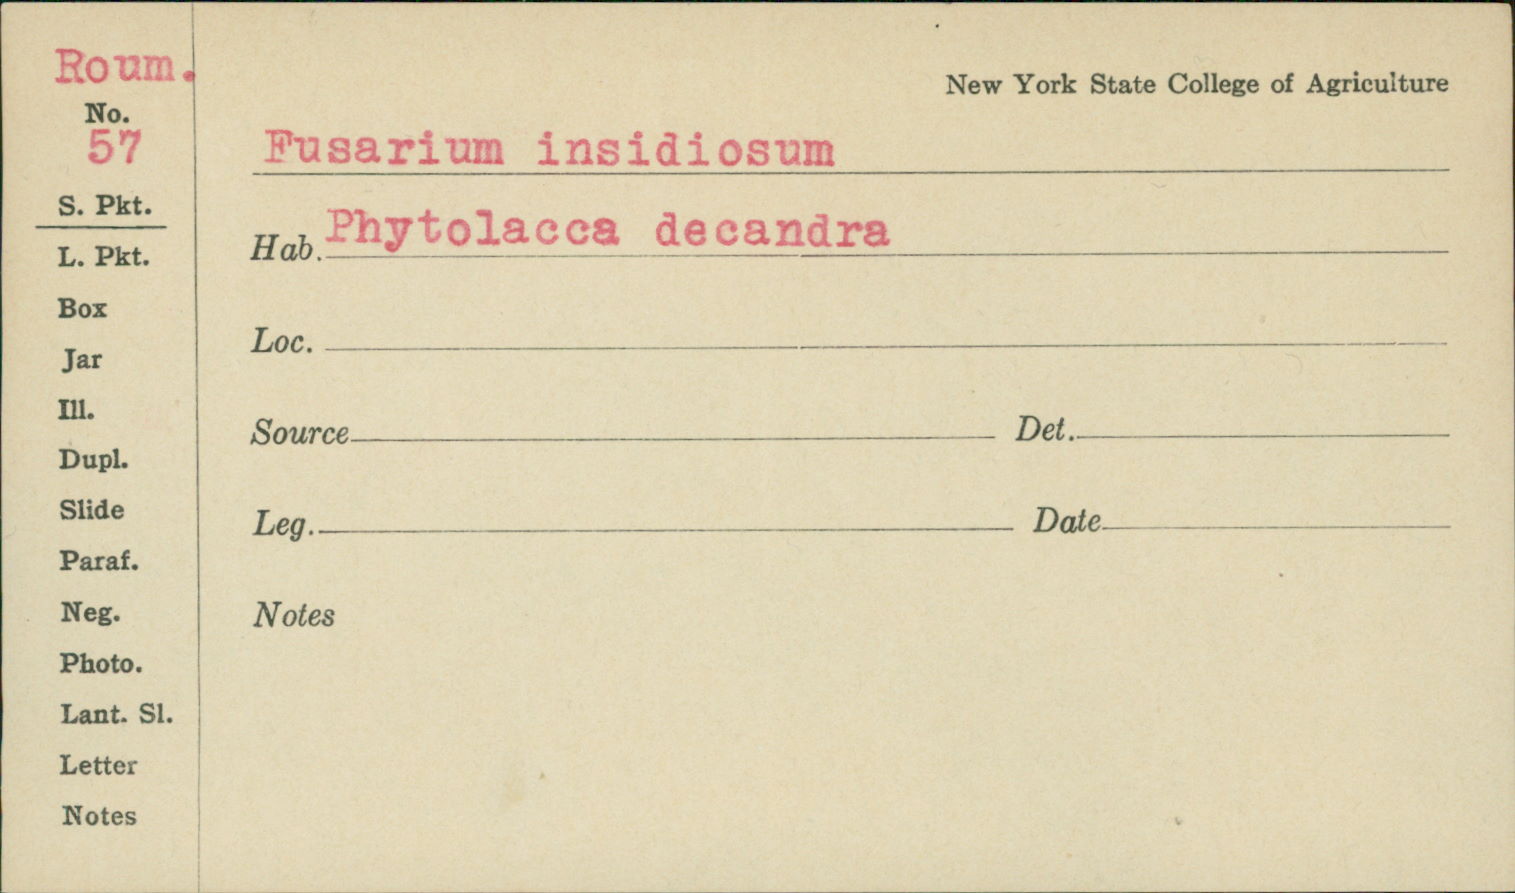 Roum.
No.
57
S. Pkt.
L. Pkt.
Box
Jar
Ill.
Dupl.
Slide
Paraf.
Neg.
Photo.
Lant. Sl.
Letter
Notes
New York State College of Agriculture
Fusarium insidiosum
Hab. Phytolacca decandra
Loc.
Source Det.
Leg. Date
Notes